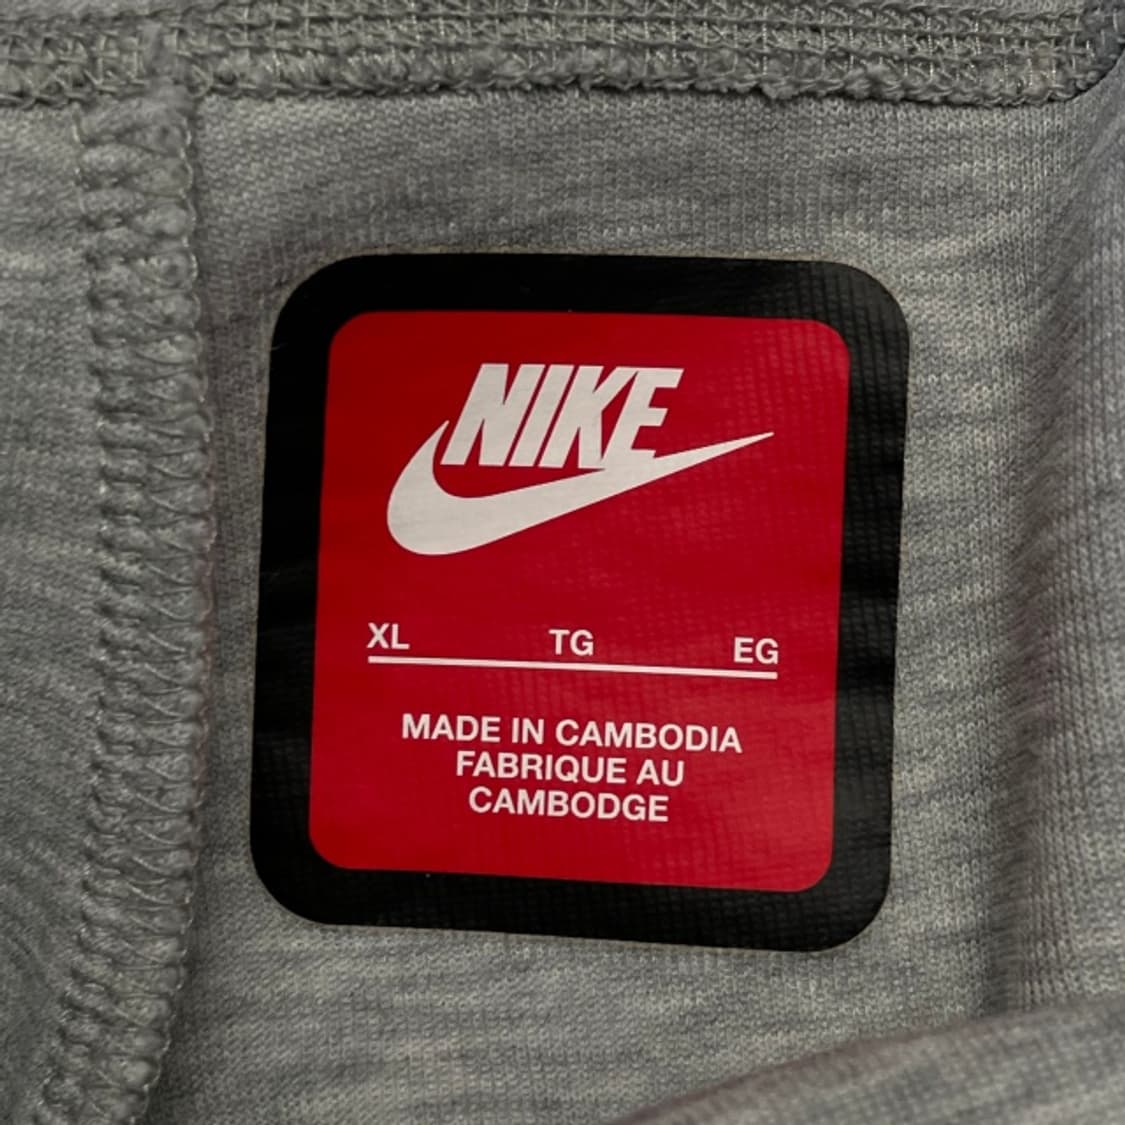 NIKE
XL TG EG
MADE IN CAMBODIA
FABRIQUE AU
CAMBODGE